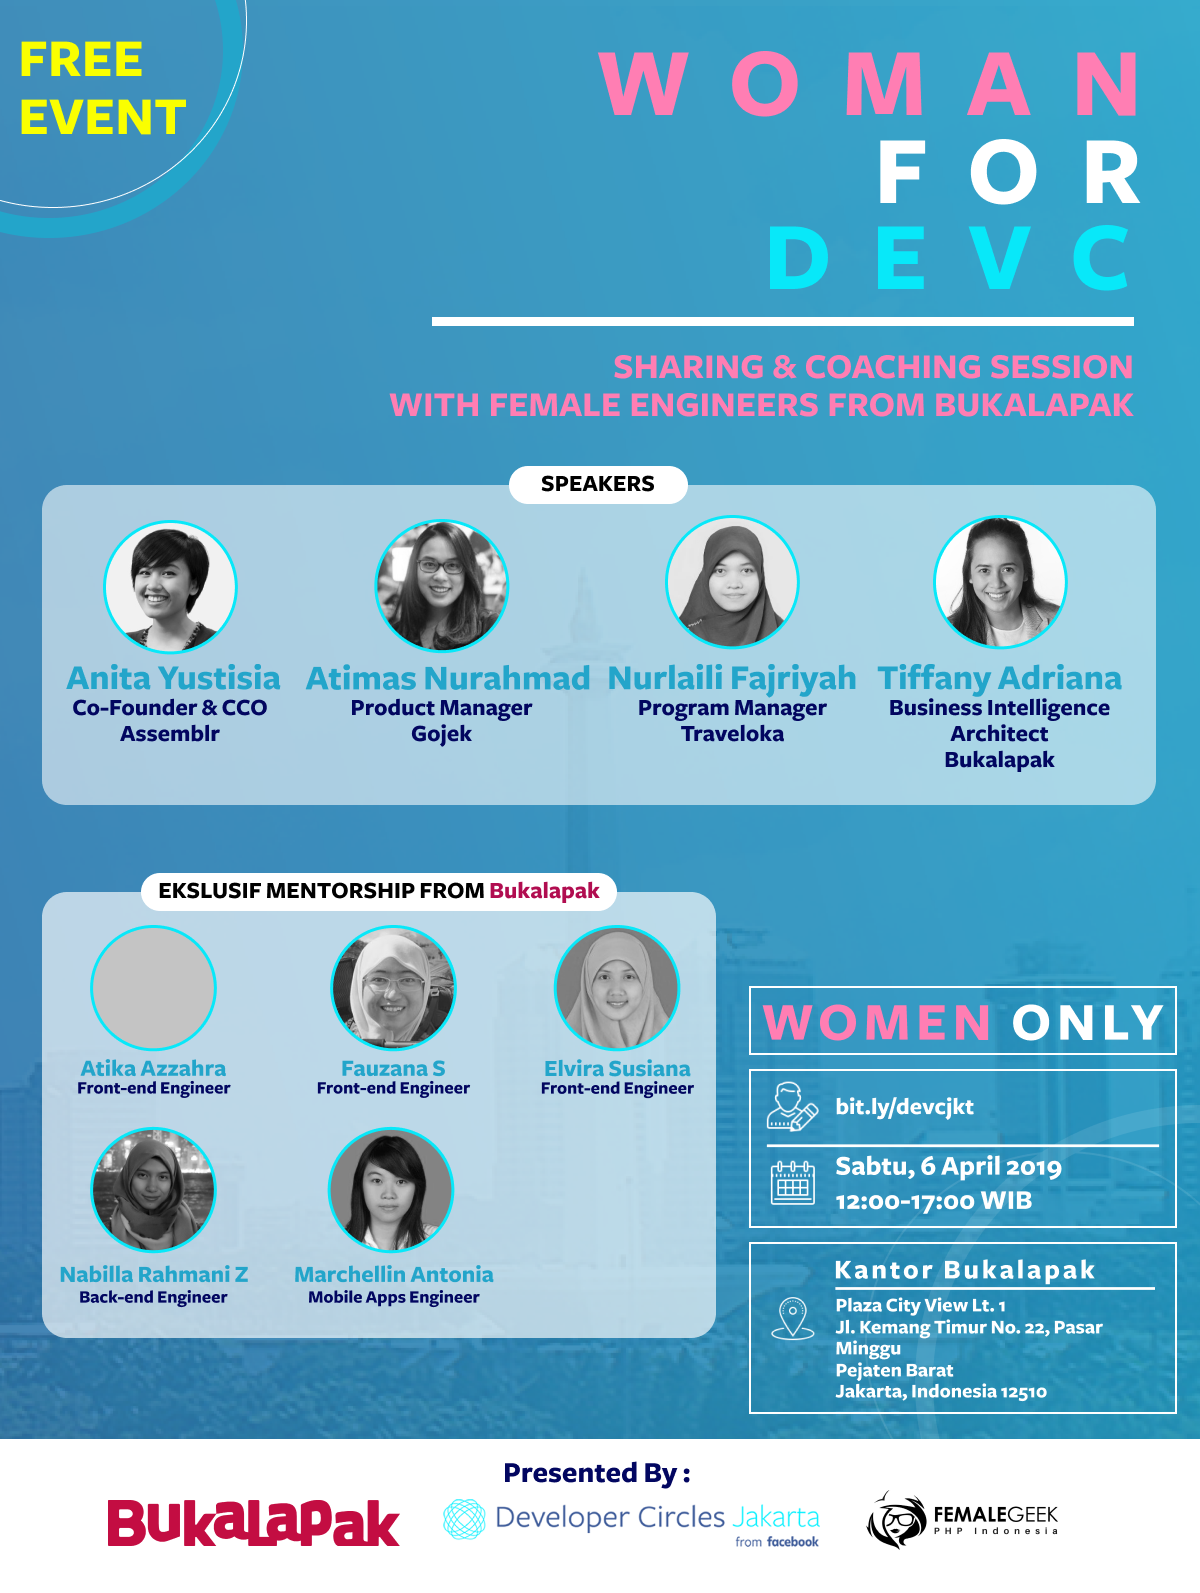 FREE
EVENT
WOMAN
FOR
DEVC
SHARING & COACHING SESSION
WITH FEMALE ENGINEERS FROM BUKALAPAK
SPEAKERS
Anita Yustisia
Co-Founder & CCO
Assemblr
Atimas Nurahmad
Product Manager
Gojek
Nurlaili Fajriyah
Program Manager
Traveloka
Tiffany Adriana
Business Intelligence
Architect
Bukalapak
EKSLUSIF MENTORSHIP FROM Bukalapak
Atika Azzahra
Front-end Engineer
Fauzana S
Front-end Engineer
Elvira Susiana
Front-end Engineer
Nabilla Rahmani Z
Back-end Engineer
Marchellin Antonia
Mobile Apps Engineer
WOMEN ONLY
bit.ly/devcjkt
Sabtu, 6 April 2019
12:00-17:00 WIB
Kantor Bukalapak
Plaza City View Lt. 1
Jl. Kemang Timur No. 22, Pasar
Minggu
Pejaten Barat
Jakarta, Indonesia 12510
Presented By :
BukaLapak
Developer Circles Jakarta
from facebook
FEMALEGEEK
PHP Indonesia